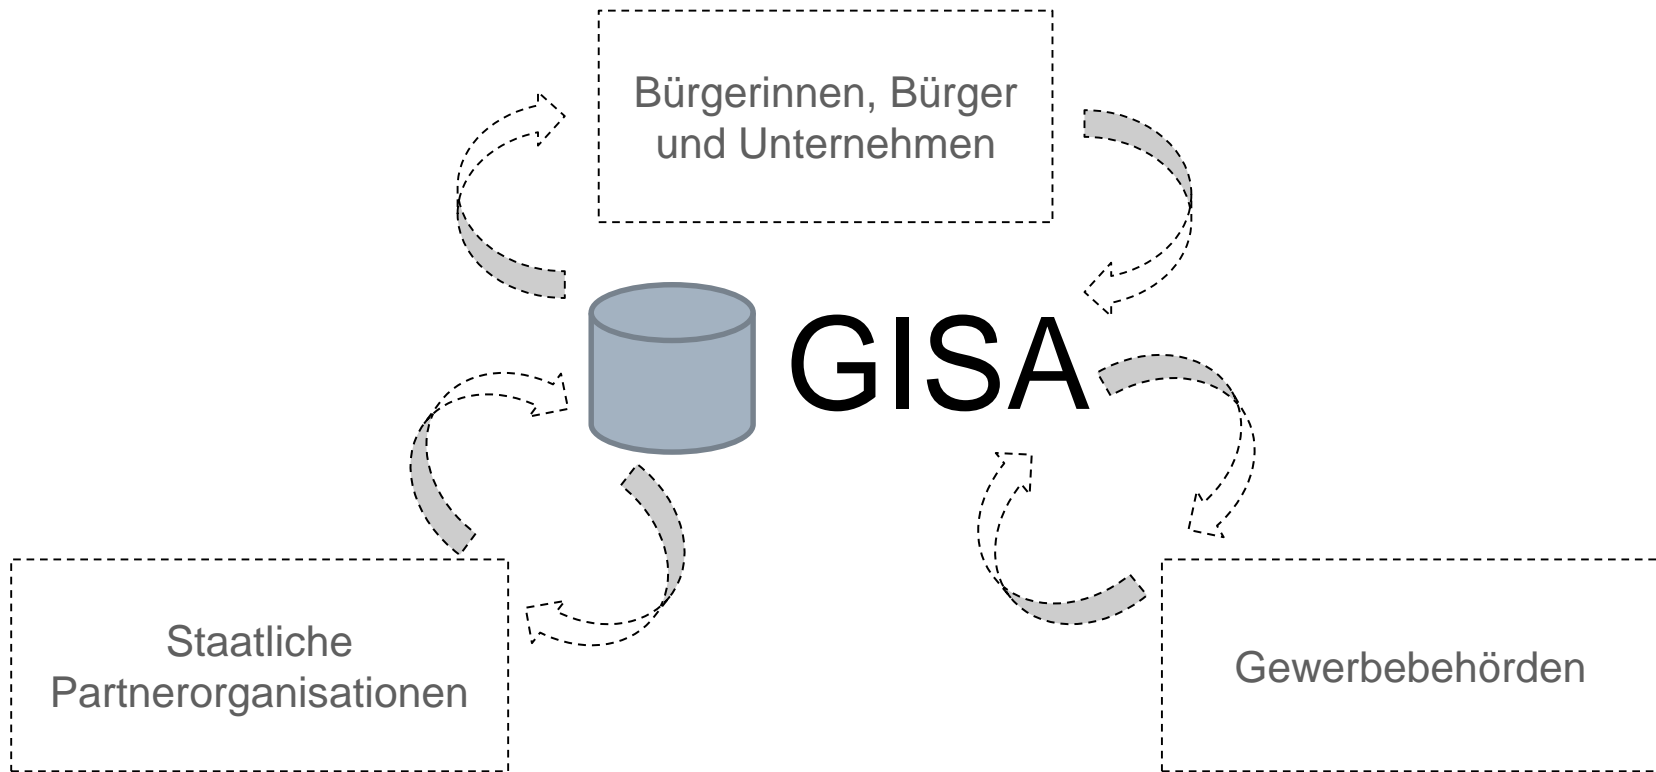 Bürgerinnen, Bürger
und Unternehmen
GISA
Staatliche
Partnerorganisationen
Gewerbebehörden